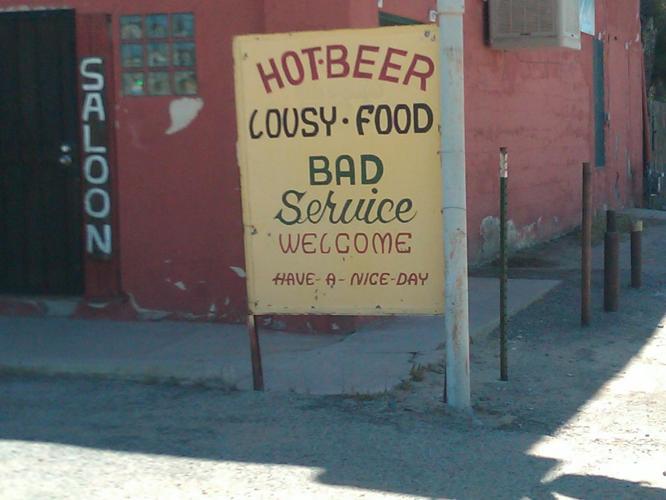 SALOON
HOT·BEER
LOUSY·FOOD
BAD
Service
WELCOME
HAVE-A-NICE-DAY